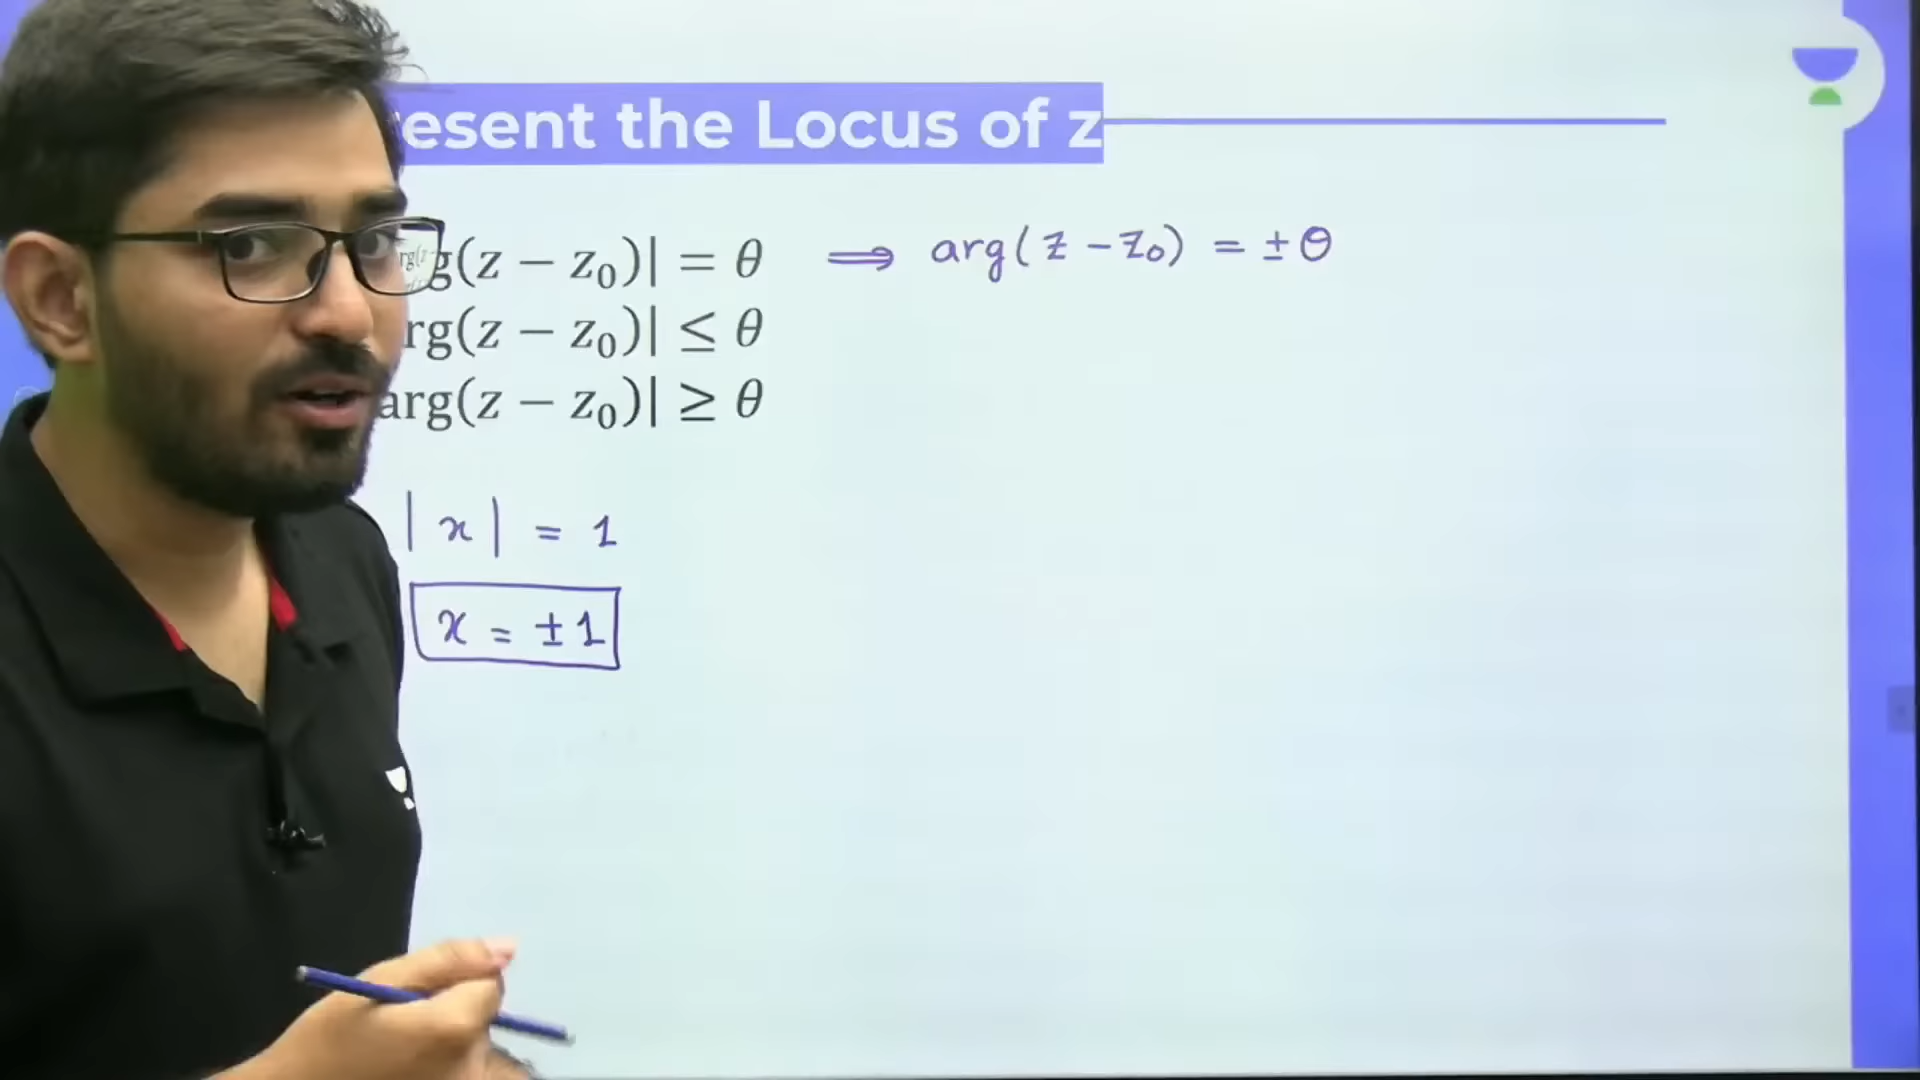 esent the Locus of z
g(z − z₀)| = θ ⟹ arg(z − z₀) = ±θ
rg(z − z₀)| ≤ θ
arg(z − z₀)| ≥ θ
|x| = 1
x = ±1